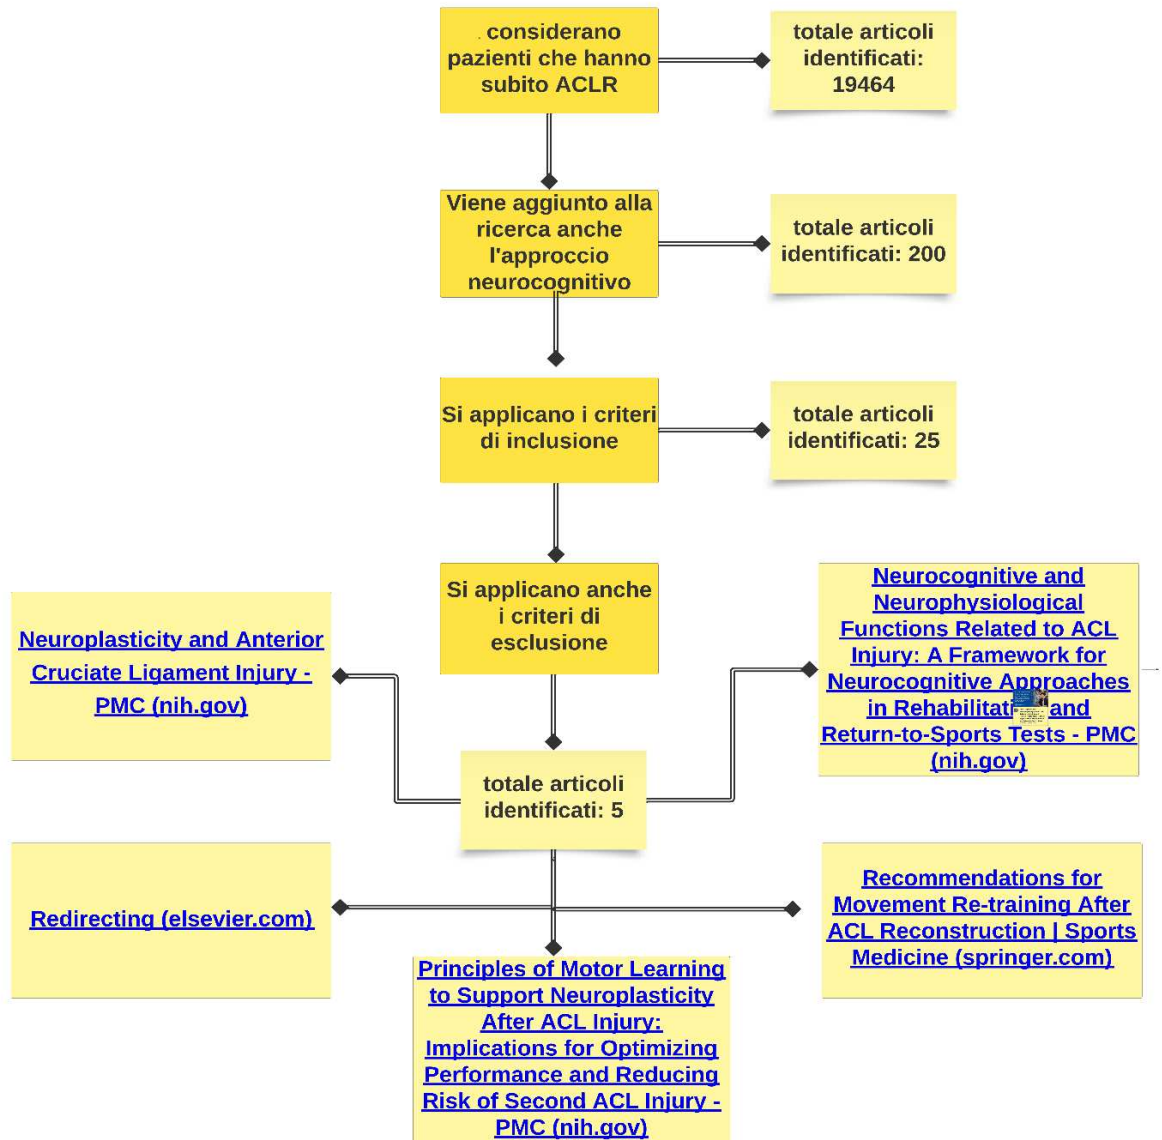 considerano
pazienti che hanno
subito ACLR
totale articoli
identificati:
19464
Viene aggiunto alla
ricerca anche
l'approccio
neurocognitivo
totale articoli
identificati: 200
Si applicano i criteri
di inclusione
totale articoli
identificati: 25
Si applicano anche
i criteri di
esclusione
Neuroplasticity and Anterior
Cruciate Ligament Injury -
PMC (nih.gov)
Neurocognitive and
Neurophysiological
Functions Related to ACL
Injury: A Framework for
Neurocognitive Approaches
in Rehabilitation and
Return-to-Sports Tests - PMC
(nih.gov)
totale articoli
identificati: 5
Redirecting (elsevier.com)
Recommendations for
Movement Re-training After
ACL Reconstruction | Sports
Medicine (springer.com)
Principles of Motor Learning
to Support Neuroplasticity
After ACL Injury:
Implications for Optimizing
Performance and Reducing
Risk of Second ACL Injury -
PMC (nih.gov)